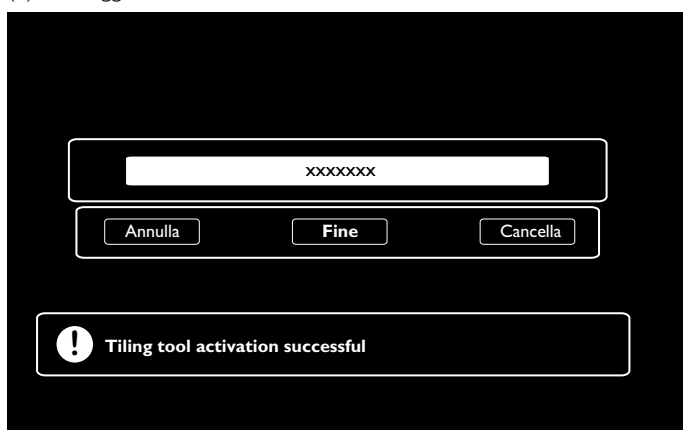 xxxxxxx
Annulla Fine Cancella
Tiling tool activation successful